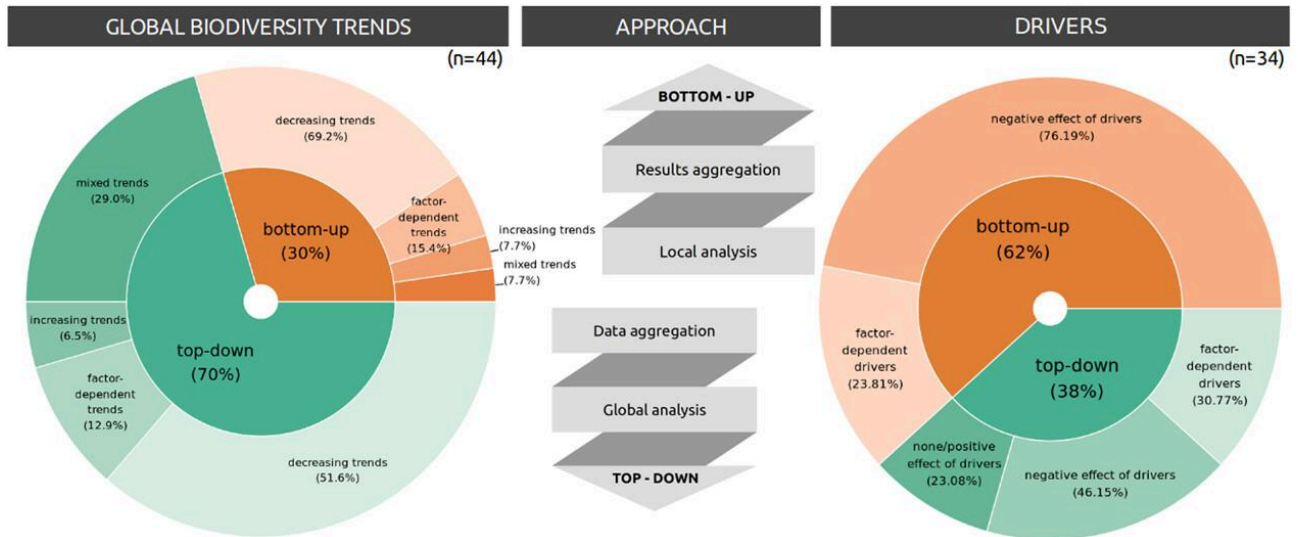 GLOBAL BIODIVERSITY TRENDS
(n=44)
decreasing trends
(69.2%)
mixed trends
(29.0%)
factor-
dependent
trends
(15.4%)
bottom-up
(30%)
increasing trends
(7.7%)
mixed trends
(7.7%)
increasing trends
(6.5%)
top-down
(70%)
factor-
dependent
trends
(12.9%)
decreasing trends
(51.6%)
APPROACH
BOTTOM - UP
Results aggregation
Local analysis
Data aggregation
Global analysis
TOP - DOWN
DRIVERS
(n=34)
negative effect of drivers
(76.19%)
bottom-up
(62%)
factor-
dependent
drivers
(23.81%)
top-down
(38%)
factor-
dependent
drivers
(30.77%)
none/positive
effect of drivers
(23.08%)
negative effect of drivers
(46.15%)